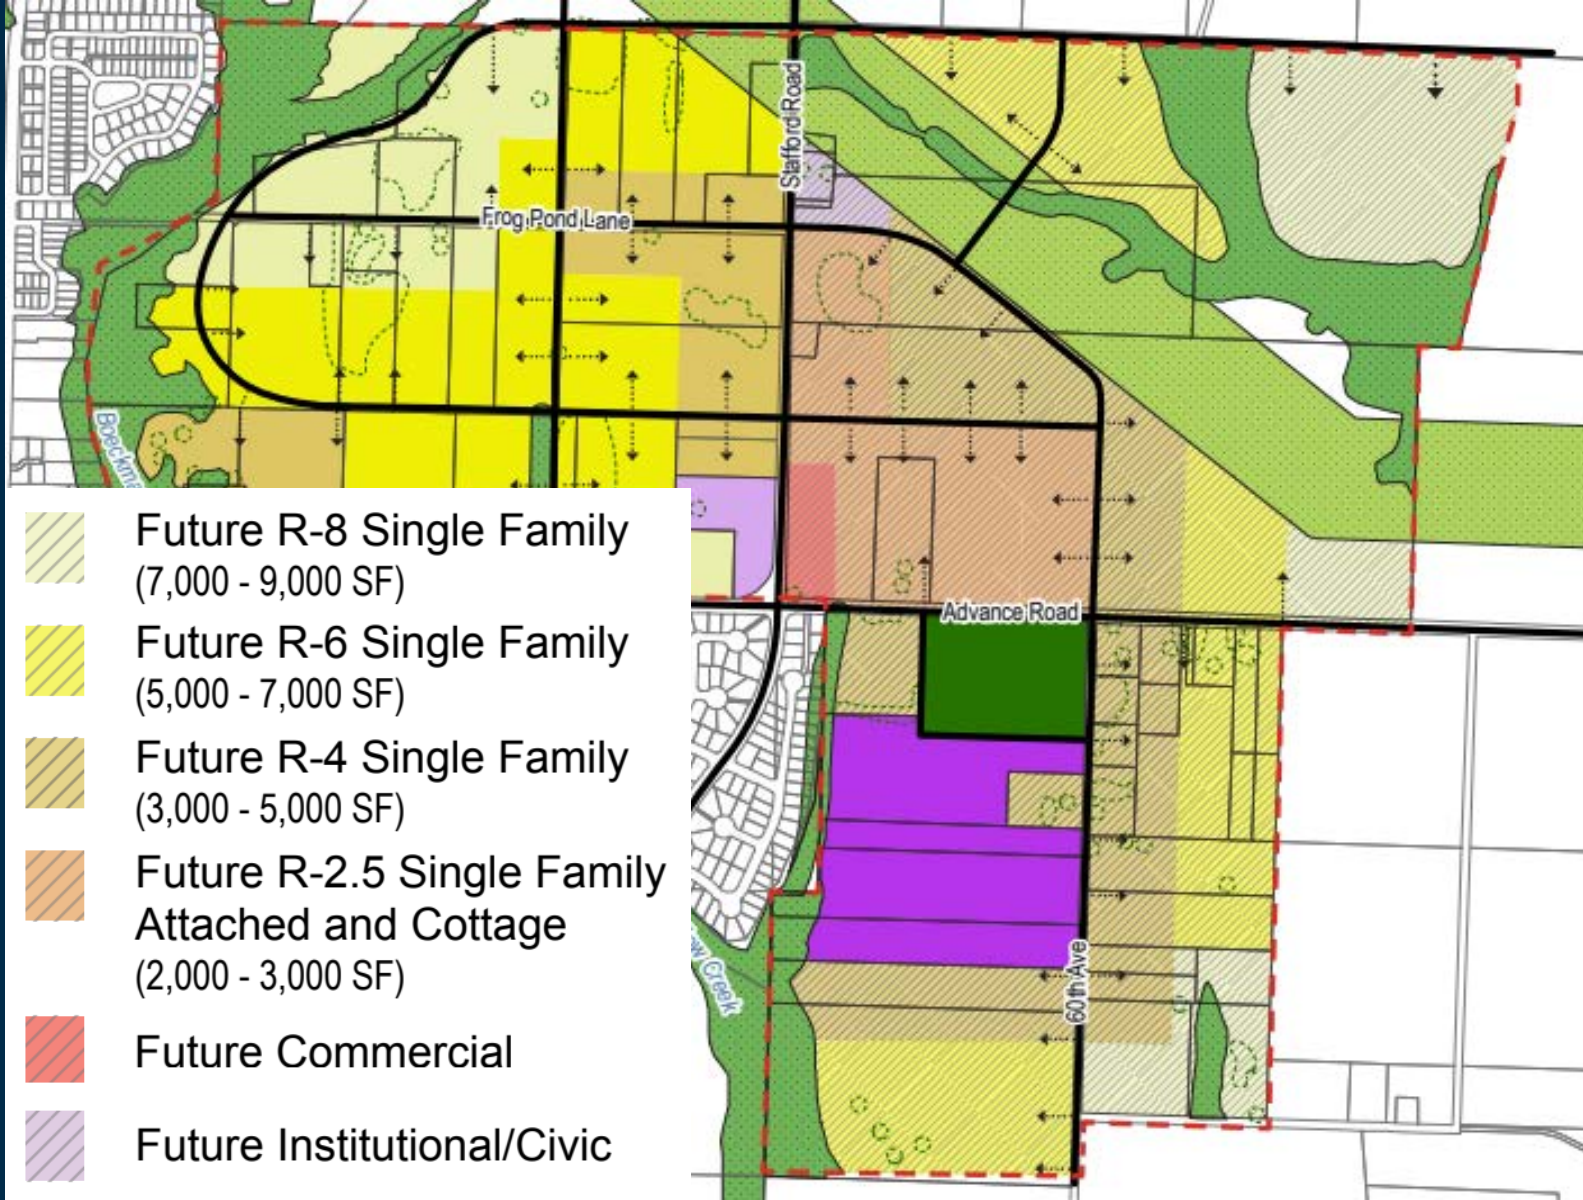 Stafford Road
Frog Pond Lane
Boeckma
Future R-8 Single Family
(7,000 - 9,000 SF)
Future R-6 Single Family
(5,000 - 7,000 SF)
Future R-4 Single Family
(3,000 - 5,000 SF)
Future R-2.5 Single Family
Attached and Cottage
(2,000 - 3,000 SF)
Future Commercial
Future Institutional/Civic
Advance Road
60th Ave
ow Creek